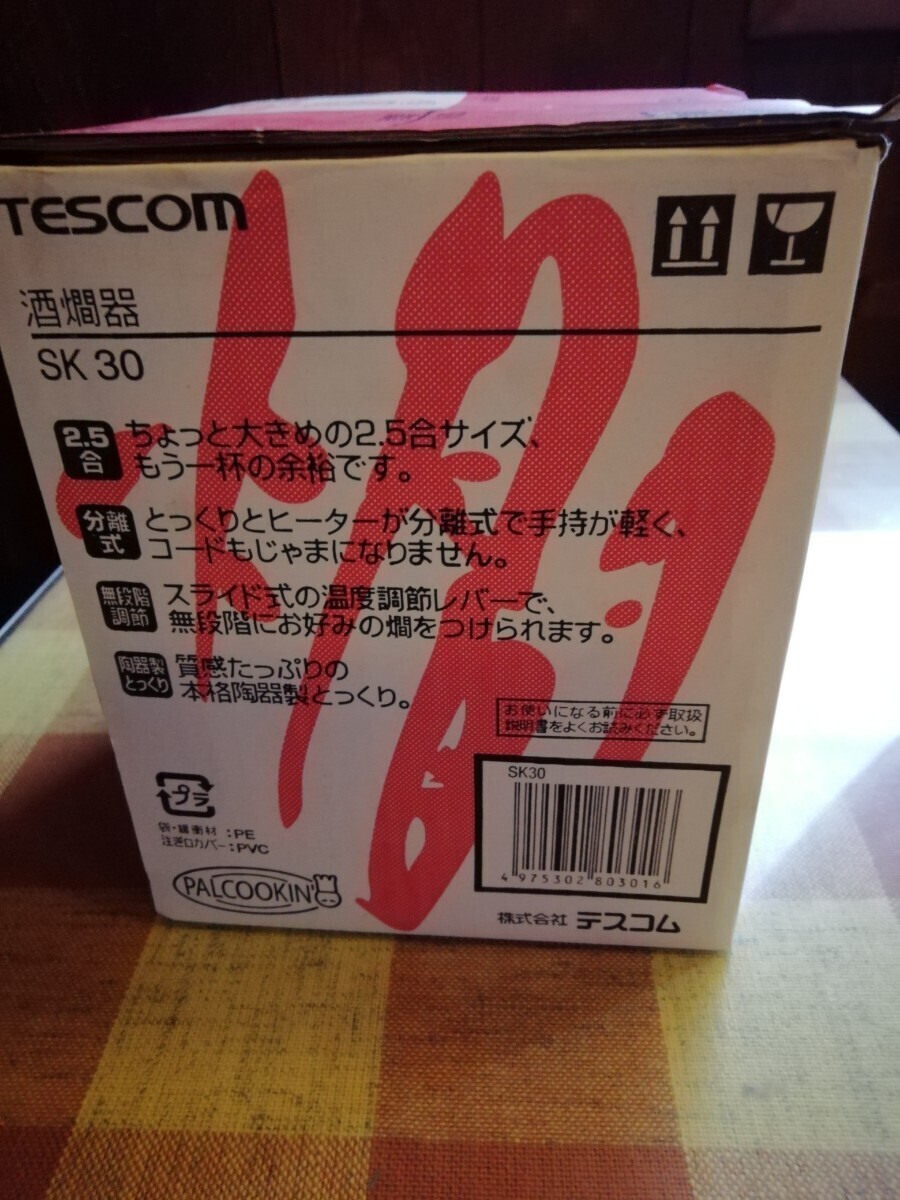 TESCOM
酒燗器
SK 30
2.5合
ちょっと大きめの2.5合サイズ、
もう一杯の余裕です。
分離式
とっくりとヒーターが分離式で手持が軽く、
コードもじゃまになりません。
無段階調節
スライド式の温度調節レバーで、
無段階にお好みの燗をつけられます。
陶器製とっくり
質感たっぷりの
本格陶器製とっくり。
お使いになる前に必ず取扱
説明書をよくお読みください。
プラ
袋・緩衝材:PE
注ぎ口カバー:PVC
SK30
4 975302 803016
PALCOOKIN'
株式会社 テスコム